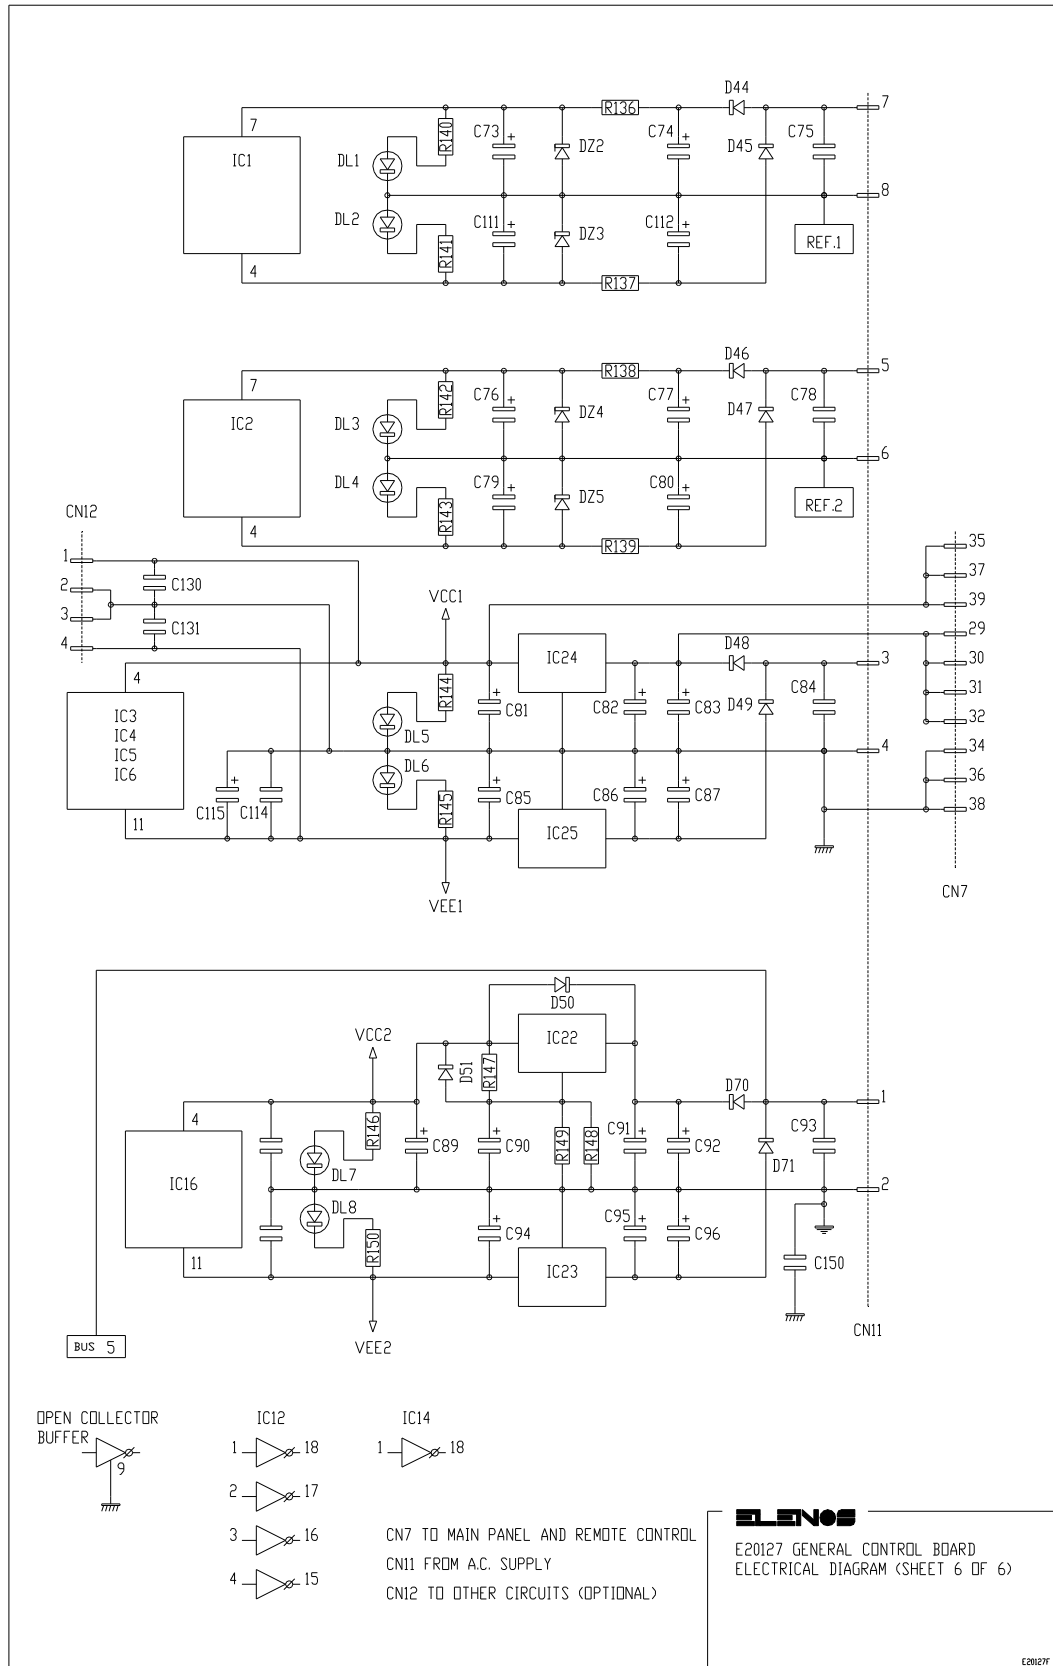 D44
7
R136
7
R140
C73 +
C74 +
C75 +
IC1
DL1
DZ2
D45
8
DL2
C111 +
C112 +
DZ3
REF.1
R141
4
R137
D46
5
R138
7
R142
C76 +
C77 +
C78
IC2
DL3
DZ4
D47
6
DL4
C79 +
C80 +
DZ5
REF.2
R143
4
R139
CN12
1
2
3
4
C130
C131
35
37
39
29
30
31
32
34
36
38
CN7
VCC1
IC24
D48
3
4
R144
IC3
IC4
IC5
IC6
DL5
+ C81
C82 +
+ C83
D49
C84
4
DL6
C115 +
C114
R145
+ C85
C86 +
+ C87
11
IC25
VEE1
D50
IC22
VCC2
D51
R147
D70
1
4
R146
+ C89
+ C90
R149
R148
C91 +
+ C92
C93 +
D71
IC16
DL7
2
DL8
+ C94
C95 +
+ C96
R150
11
IC23
C150
VEE2
CN11
BUS 5
OPEN COLLECTOR
BUFFER
9
IC12
1 18
2 17
3 16
4 15
IC14
1 18
CN7 TO MAIN PANEL AND REMOTE CONTROL
CN11 FROM A.C. SUPPLY
CN12 TO OTHER CIRCUITS (OPTIONAL)
ELENOS
E20127 GENERAL CONTROL BOARD
ELECTRICAL DIAGRAM (SHEET 6 OF 6)
E20127F